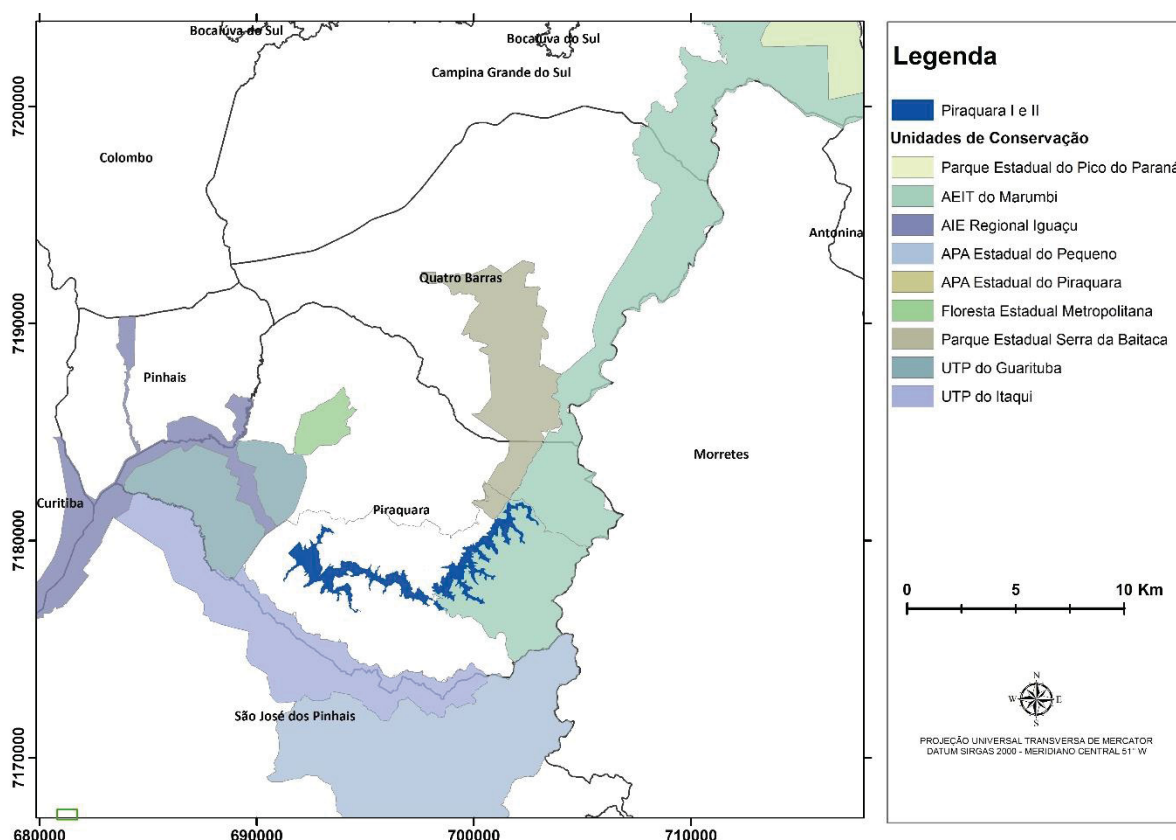 Bocaiúva do Sul
Bocaiúva do Sul
Campina Grande do Sul
Colombo
Antonina
Quatro Barras
Pinhais
Morretes
Curitiba
Piraquara
São José dos Pinhais
7200000
7190000
7180000
7170000
680000
690000
700000
710000
Legenda
Piraquara I e II
Unidades de Conservação
Parque Estadual do Pico do Paraná
AEIT do Marumbi
AIE Regional Iguaçu
APA Estadual do Pequeno
APA Estadual do Piraquara
Floresta Estadual Metropolitana
Parque Estadual Serra da Baitaca
UTP do Guarituba
UTP do Itaqui
0 5 10 Km
N
W E
S
PROJEÇÃO UNIVERSAL TRANSVERSA DE MERCATOR
DATUM SIRGAS 2000 - MERIDIANO CENTRAL 51° W